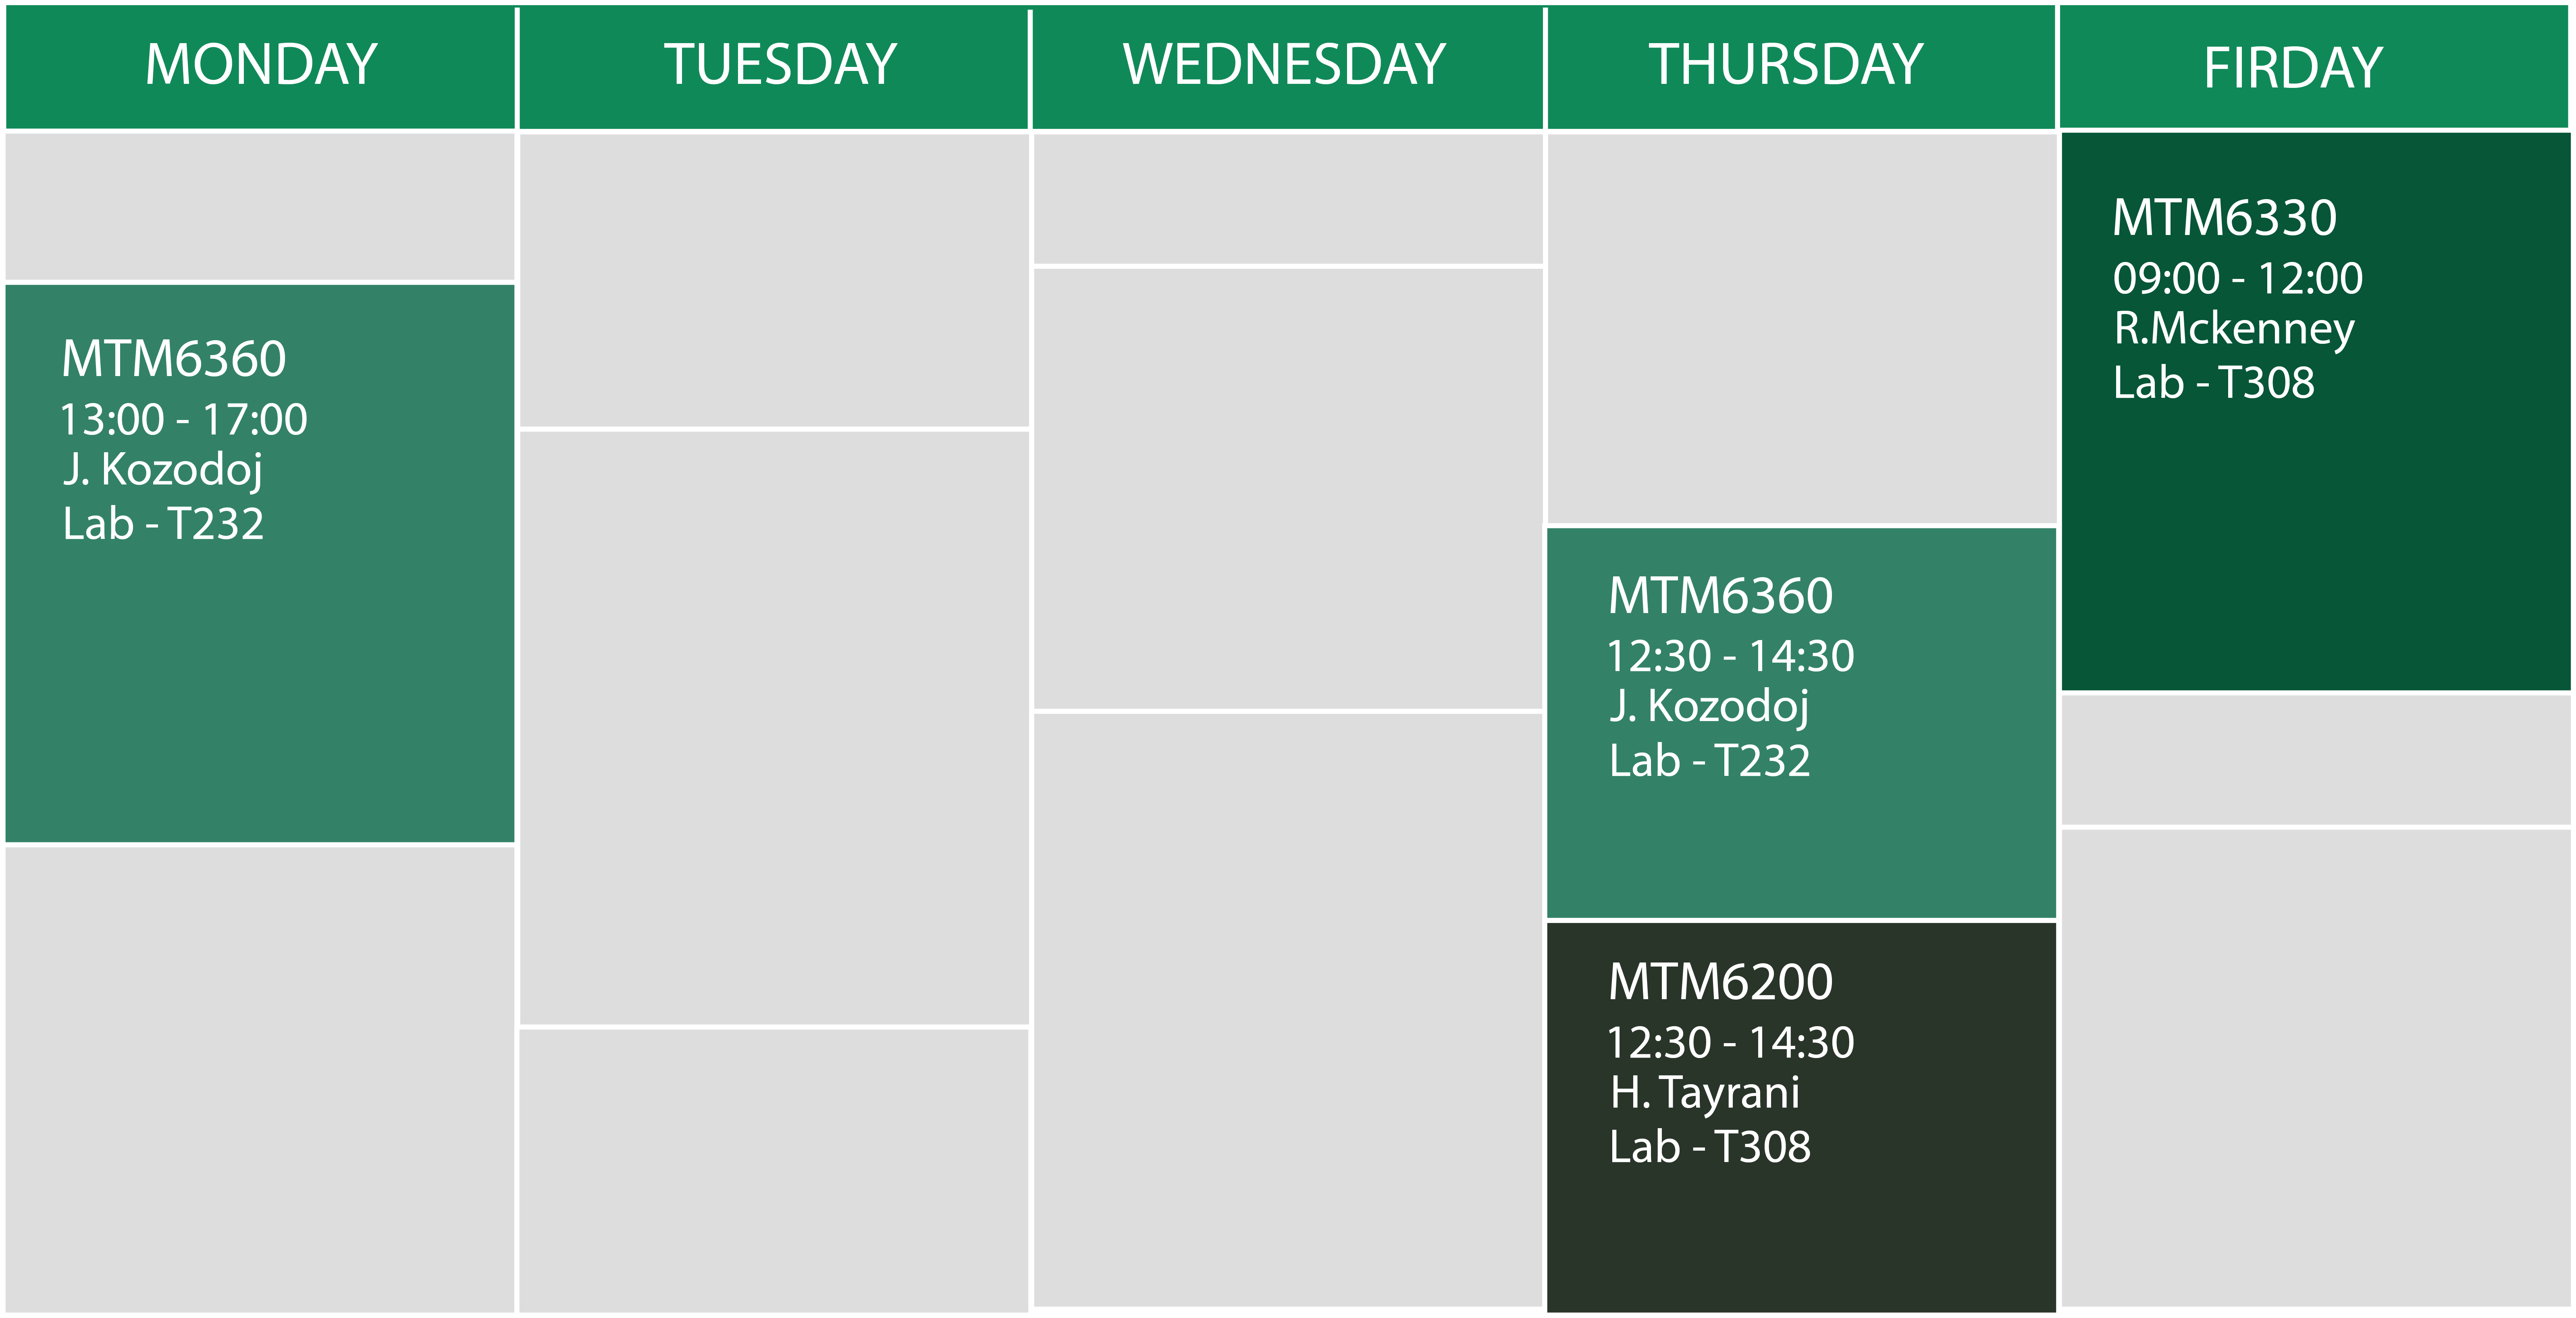 MONDAY
TUESDAY
WEDNESDAY
THURSDAY
FIRDAY
MTM6360
13:00 - 17:00
J. Kozodoj
Lab - T232
MTM6360
12:30 - 14:30
J. Kozodoj
Lab - T232
MTM6200
12:30 - 14:30
H. Tayrani
Lab - T308
MTM6330
09:00 - 12:00
R.Mckenney
Lab - T308